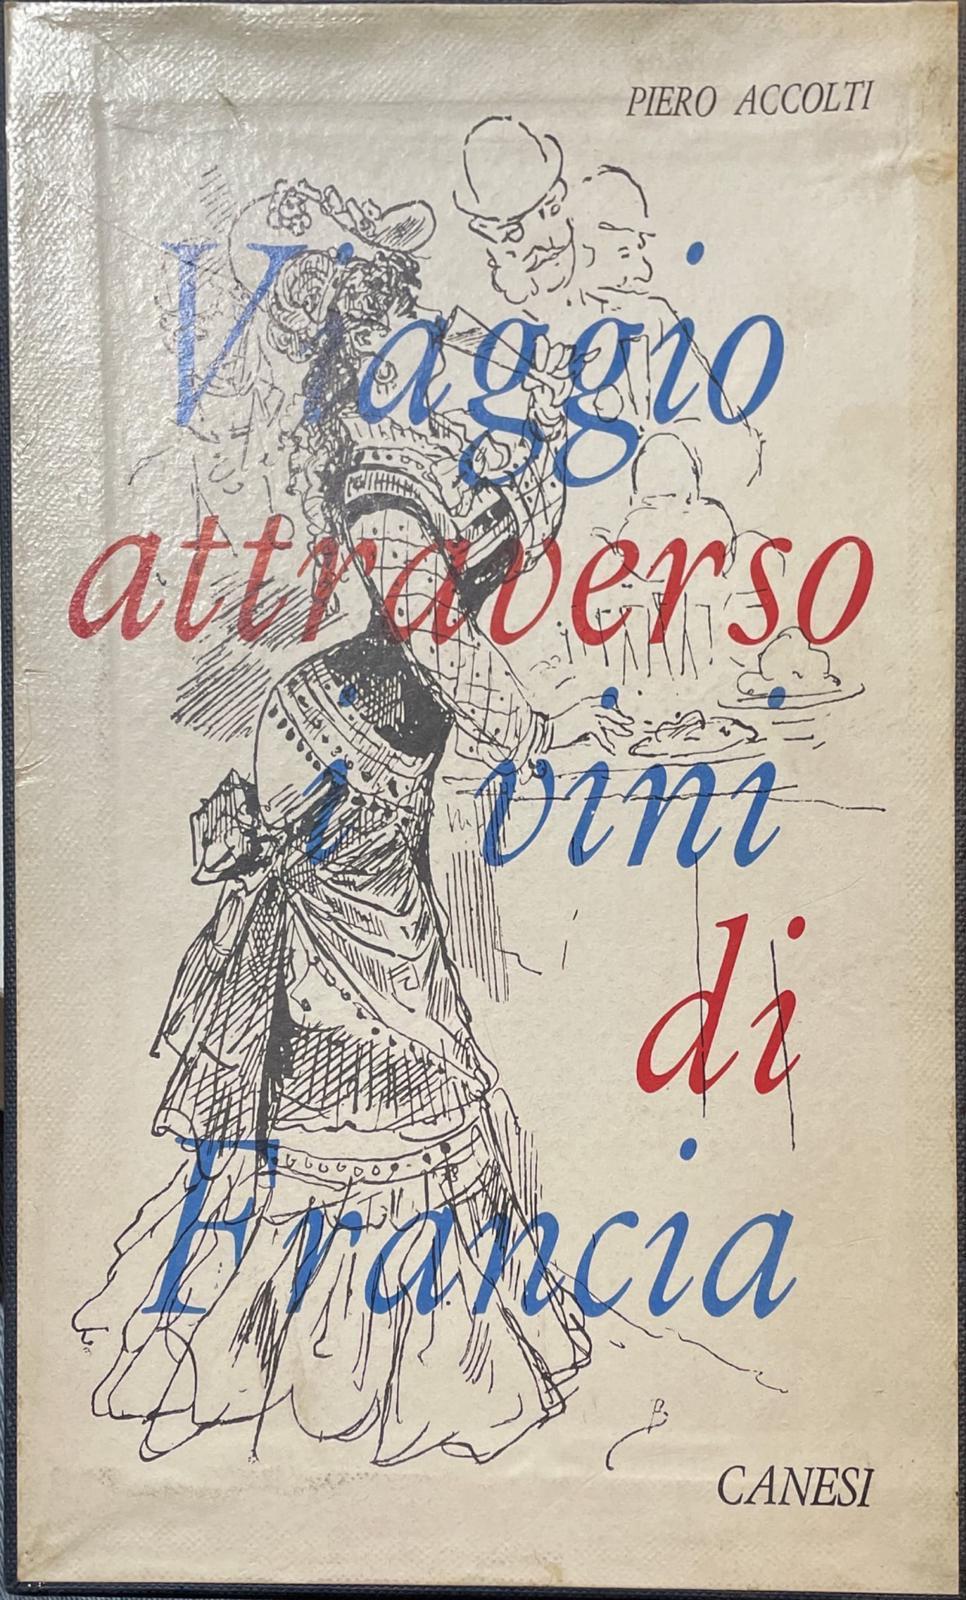 PIERO ACCOLTI
Viaggio
attraverso
i vini
di
Francia
B
CANESI